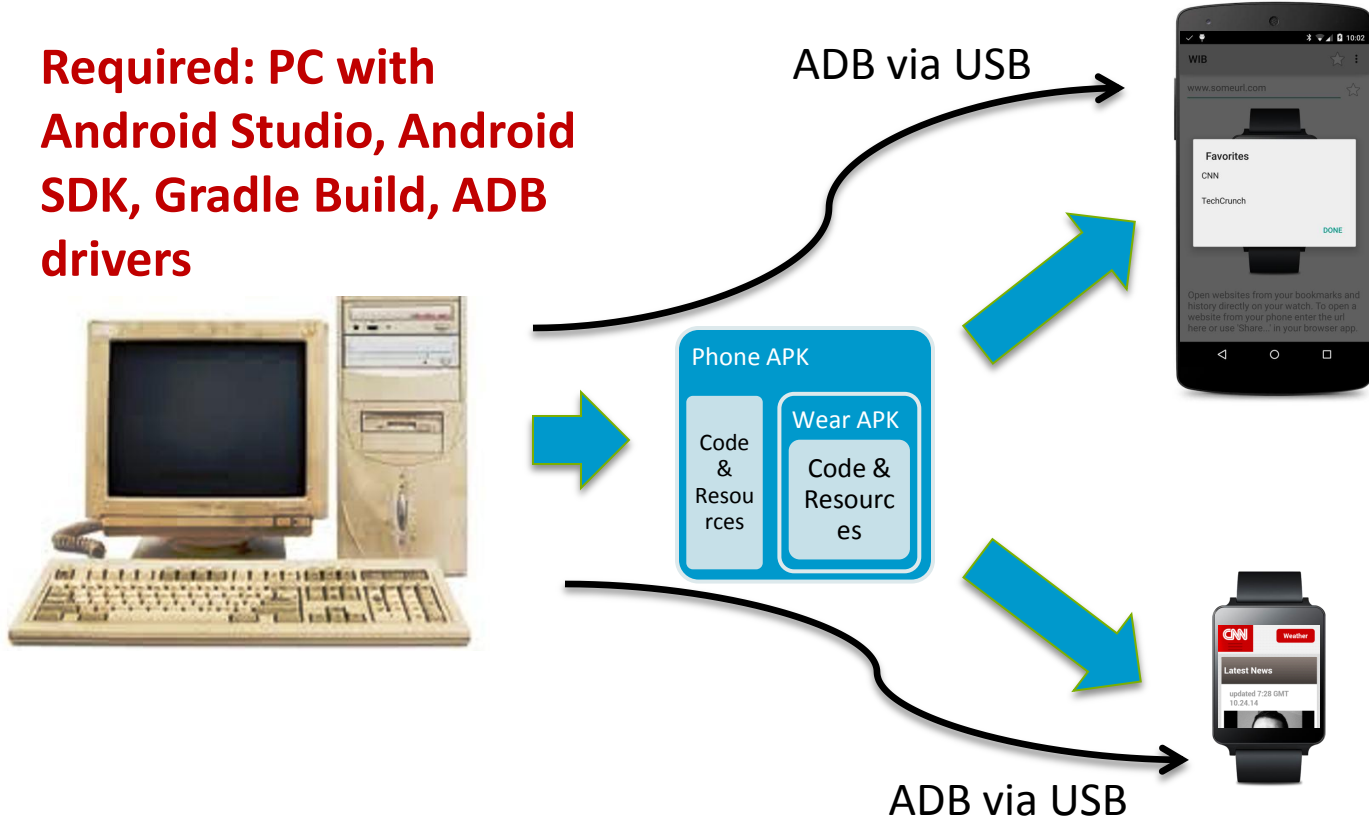 Required: PC with
Android Studio, Android
SDK, Gradle Build, ADB
drivers
ADB via USB
Phone APK
Code
&
Resou
rces
Wear APK
Code &
Resourc
es
10:02
WIB
www.someurl.com
Favorites
CNN
TechCrunch
DONE
Open websites from your bookmarks and
history directly on your watch. To open a
website from your phone enter the url
here or use 'Share...' in your browser app.
CNN
Weather
Latest News
updated 7:28 GMT
10.24.14
ADB via USB